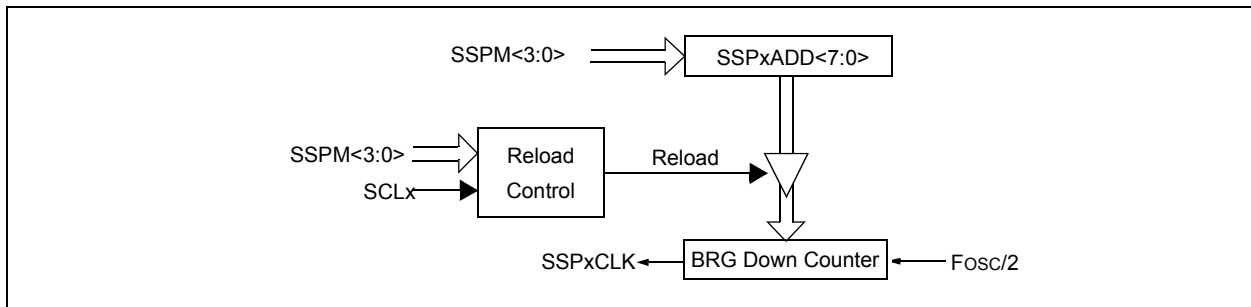 SSPM<3:0>
SSPxADD<7:0>
SSPM<3:0>
SCLx
Reload
Control
Reload
SSPxCLK
BRG Down Counter
FOSC/2